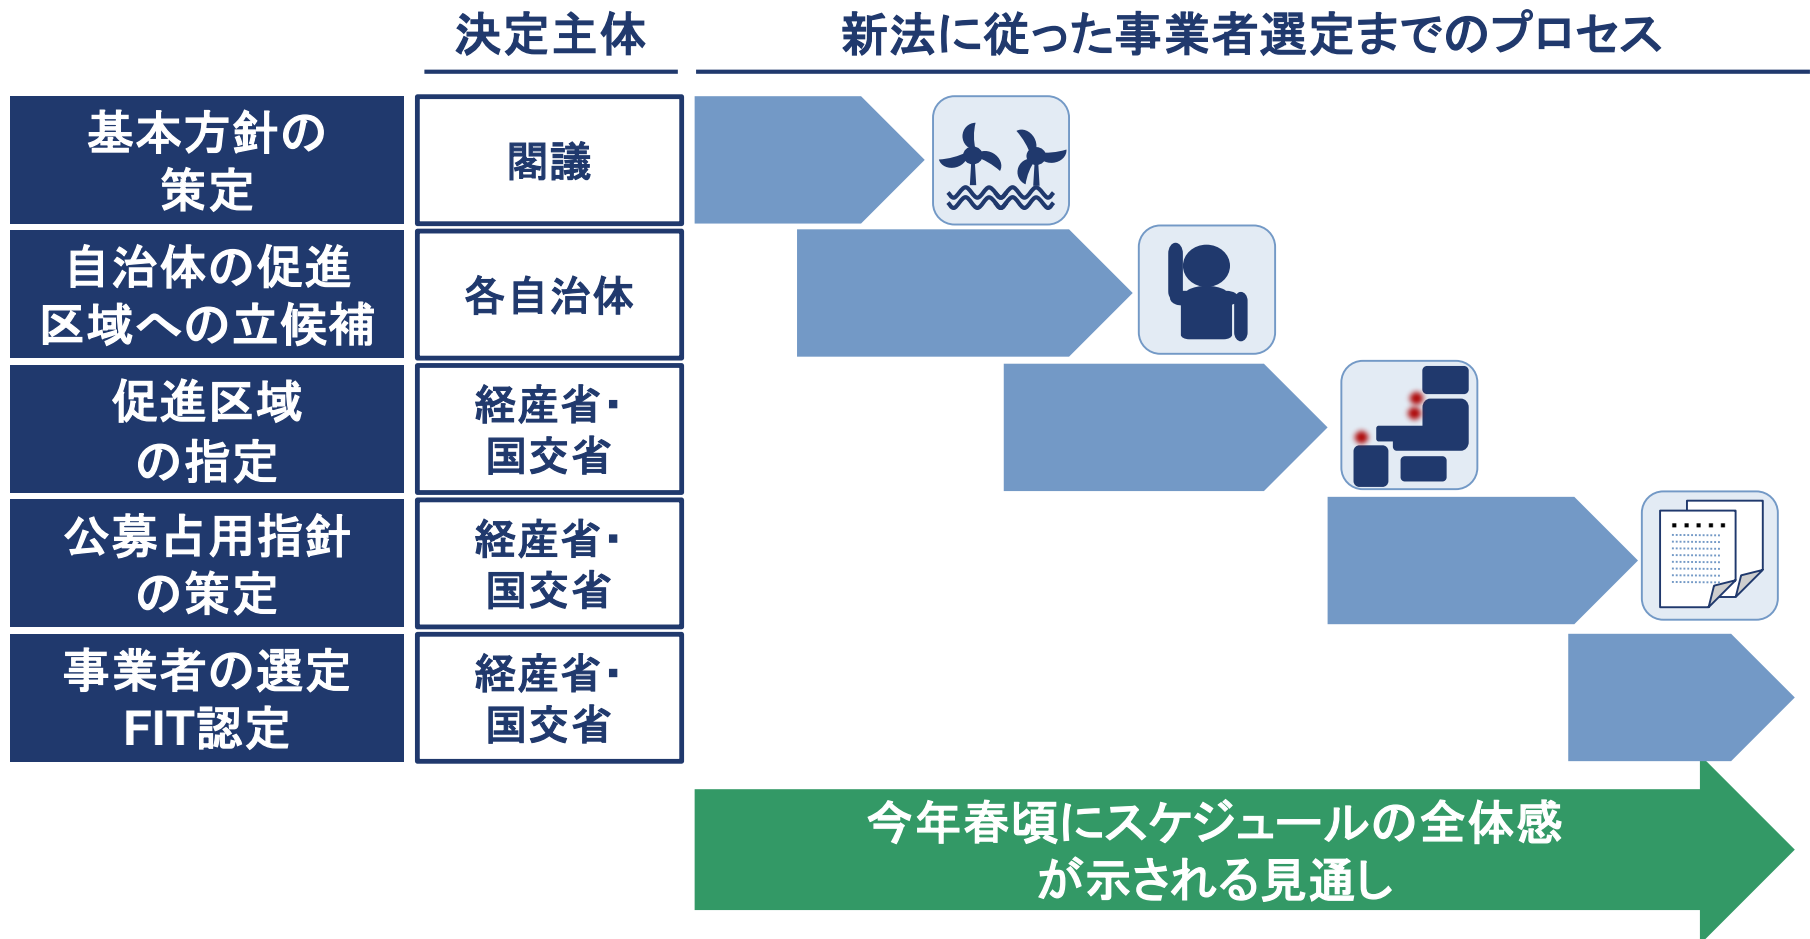 決定主体
新法に従った事業者選定までのプロセス
基本方針の
策定
閣議
自治体の促進
区域への立候補
各自治体
促進区域
の指定
経産省・
国交省
公募占用指針
の策定
経産省・
国交省
事業者の選定
FIT認定
経産省・
国交省
今年春頃にスケジュールの全体感
が示される見通し